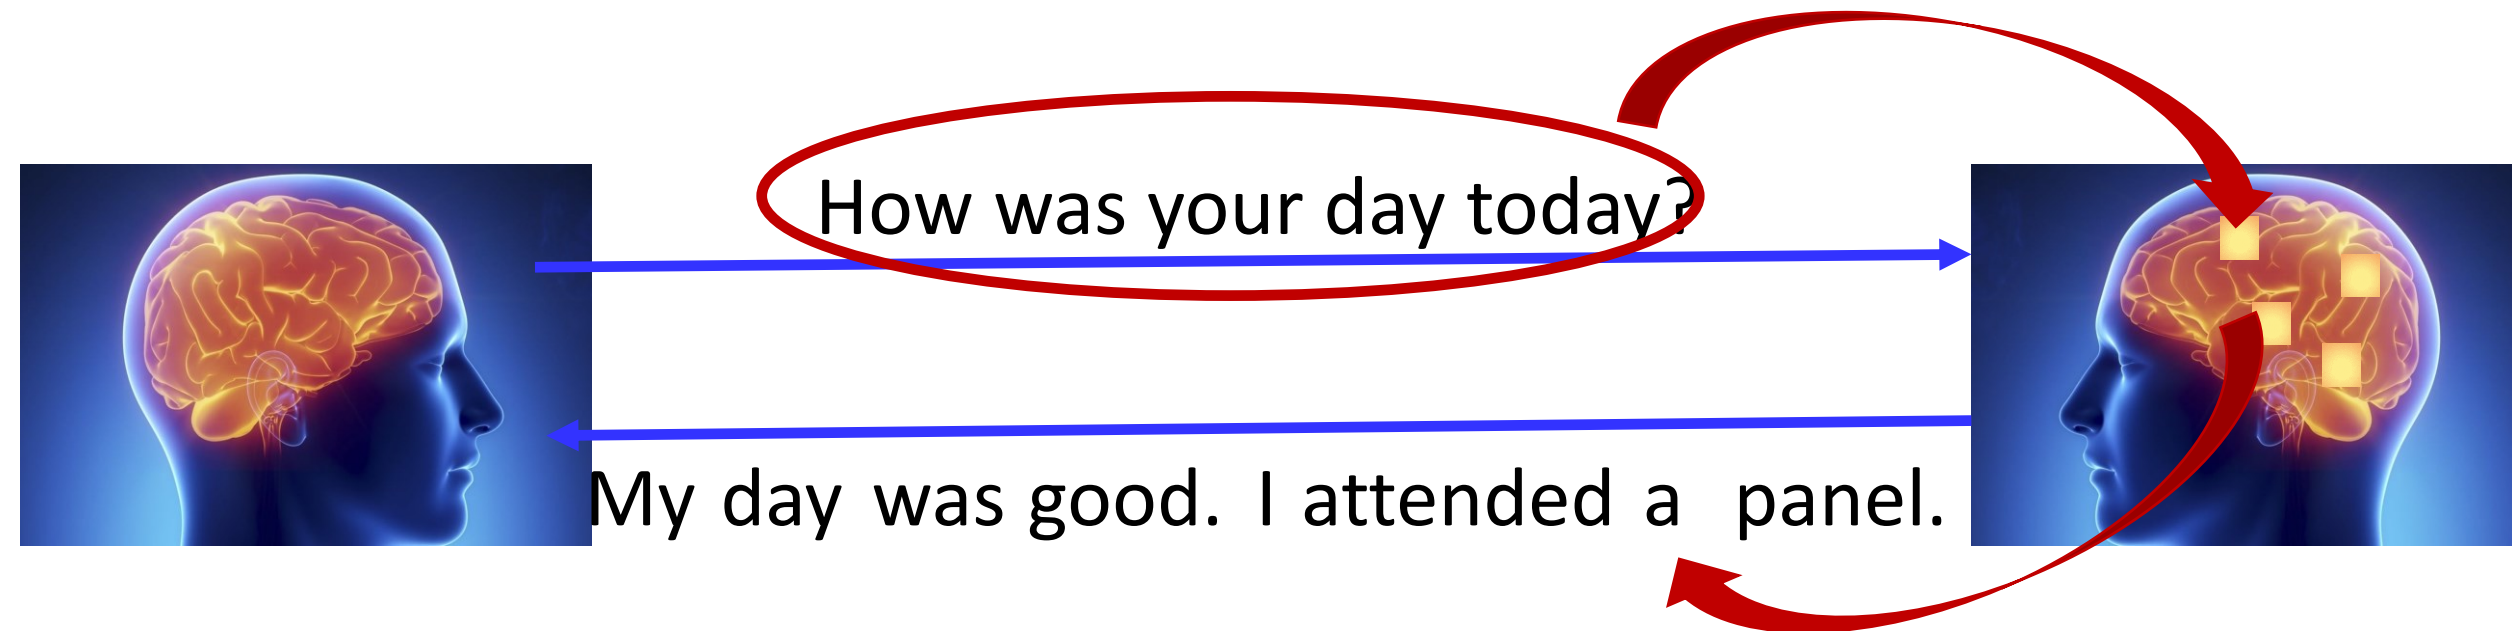 How was your day today?
My day was good. I attended a panel.